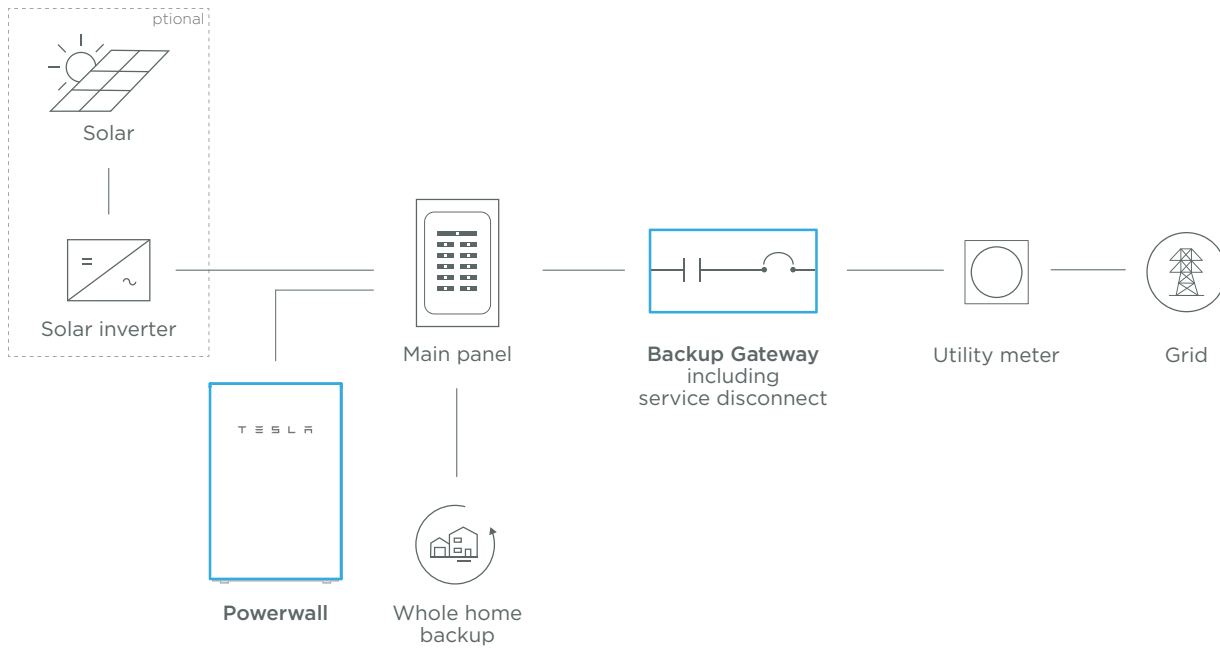 ptional
Solar
Solar inverter
TESLA
Powerwall
Main panel
Whole home
backup
Backup Gateway
including
service disconnect
Utility meter
Grid